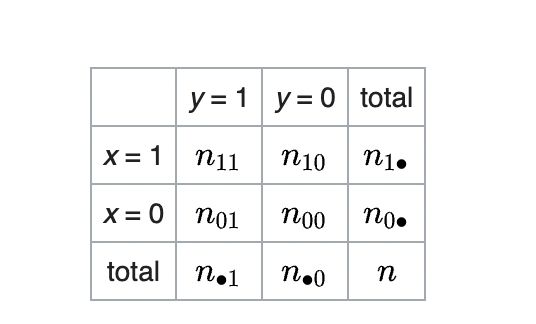 y = 1 y = 0 total
x = 1 n₁₁ n₁₀ n₁•
x = 0 n₀₁ n₀₀ n₀•
total n•₁ n•₀ n